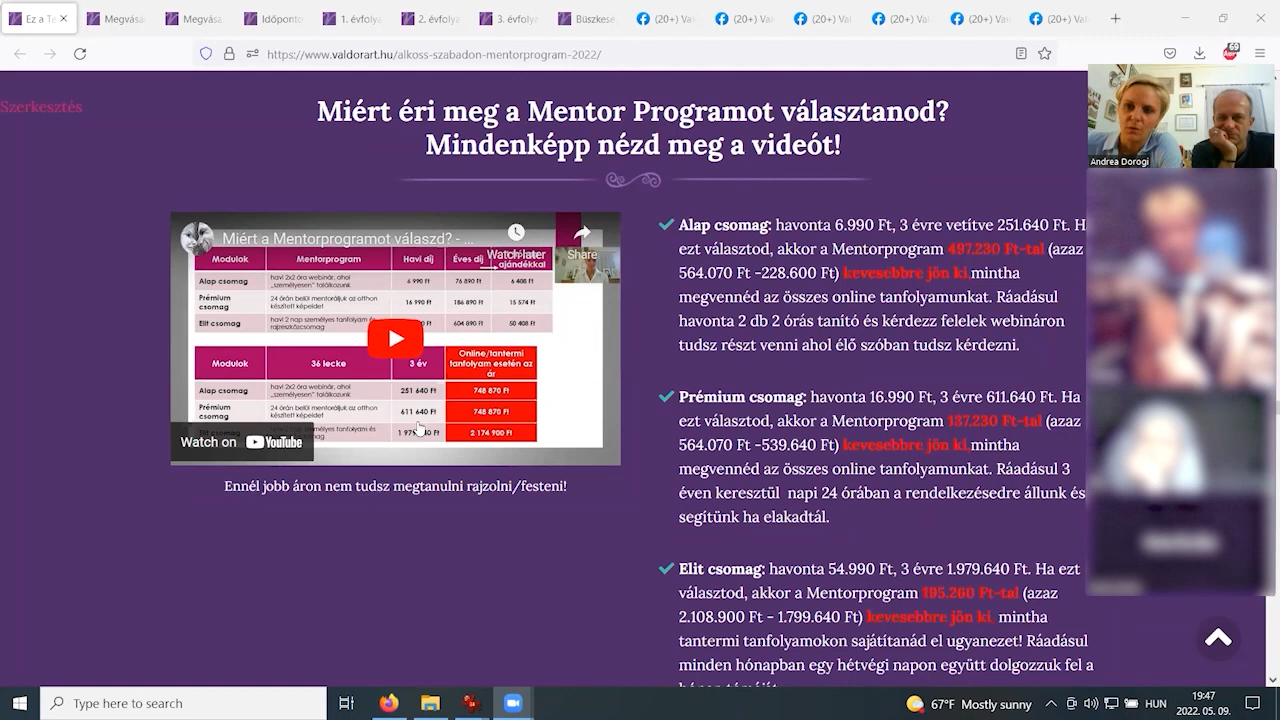 Ez a Te
Megvásá
Megvásá
Időpont
1. évfolya
2. évfolya
3. évfolya
Büszkesé
(20+) Val
(20+) Val
(20+) Val
(20+) Val
(20+) Val
(20+) Val
https://www.valdorart.hu/alkoss-szabadon-mentorprogram-2022/
69
Szerkesztés
Miért éri meg a Mentor Programot választanod?
Mindenképp nézd meg a videót!
Andrea Dorogi
Miért a Mentorprogramot válaszd? - ...
Watch later
Share
Modulok Mentorprogram Havi díj Éves díj ajándékkal
Alap csomag havi 2x2 óra webinár, ahol „személyesen” találkozunk 6 990 Ft 76 890 Ft 6 408 Ft
Prémium csomag 24 órán belül mentoráljuk az otthon készített képeidet 16 990 Ft 186 890 Ft 15 574 Ft
Elit csomag havi 2 nap személyes tanfolyam és rajzeszközcsomag Ft 604 890 Ft 50 408 Ft
Modulok 36 lecke 3 év Online/tantermi tanfolyam esetén az ár
Alap csomag havi 2x2 óra webinár, ahol „személyesen” találkozunk 251 640 Ft 748 870 Ft
Prémium csomag 24 órán belül mentoráljuk az otthon készített képeidet 611 640 Ft 748 870 Ft
személyes tanfolyami és 2 174 900 Ft
Watch on YouTube
Ennél jobb áron nem tudsz megtanulni rajzolni/festeni!
Alap csomag: havonta 6.990 Ft, 3 évre vetítve 251.640 Ft. H
ezt választod, akkor a Mentorprogram 497.230 Ft-tal (azaz
564.070 Ft -228.600 Ft) kevesebbre jön ki,mintha
megvennéd az összes online tanfolyamunkat. Ráadásul
havonta 2 db 2 órás tanító és kérdezz felelek webináron
tudsz részt venni ahol élő szóban tudsz kérdezni.
Prémium csomag: havonta 16.990 Ft, 3 évre 611.640 Ft. Ha
ezt választod, akkor a Mentorprogram 137.230 Ft-tal (azaz
564.070 Ft -539.640 Ft) kevesebbre jön ki,mintha
megvennéd az összes online tanfolyamunkat. Ráadásul 3
éven keresztül napi 24 órában a rendelkezésedre állunk és
segítünk ha elakadtál.
Elit csomag: havonta 54.990 Ft, 3 évre 1.979.640 Ft. Ha ezt
választod, akkor a Mentorprogram 195.260 Ft-tal (azaz
2.108.900 Ft - 1.799.640 Ft) kevesebbre jön ki, mintha
tantermi tanfolyamokon sajátítanád el ugyanezt! Ráadásul
minden hónapban egy hétvégi napon együtt dolgozzuk fel a
Type here to search
67°F Mostly sunny
HUN
19:47
2022. 05. 09.